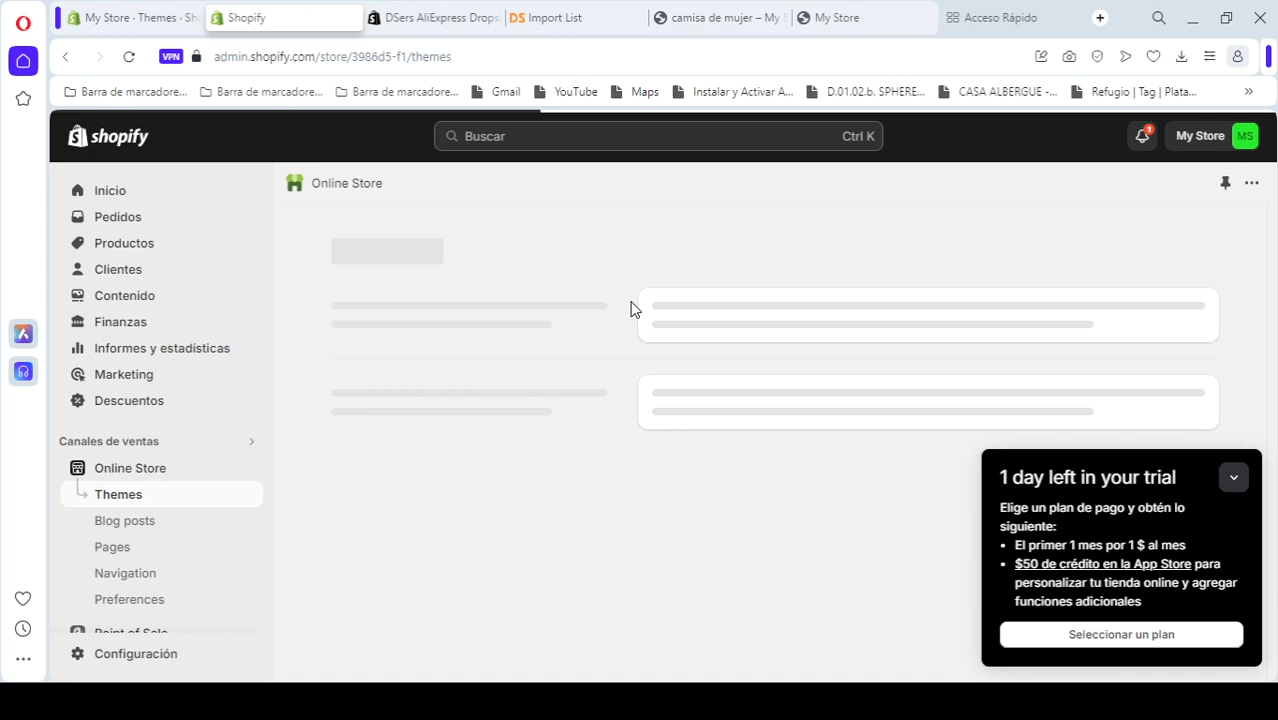 My Store · Themes · Sh
Shopify
DSers AliExpress Drops
DS Import List
camisa de mujer – My S
My Store
Acceso Rápido
VPN
admin.shopify.com/store/3986d5-f1/themes
Barra de marcadore...
Barra de marcadore...
Barra de marcadore...
Gmail
YouTube
Maps
Instalar y Activar A...
D.01.02.b. SPHERE...
CASA ALBERGUE -...
Refugio | Tag | Plata...
shopify
Buscar
Ctrl K
1
My Store
MS
Inicio
Pedidos
Productos
Clientes
Contenido
Finanzas
Informes y estadísticas
Marketing
Descuentos
Canales de ventas
Online Store
Themes
Blog posts
Pages
Navigation
Preferences
Point of Sale
Configuración
Online Store
1 day left in your trial
Elige un plan de pago y obtén lo
siguiente:
• El primer 1 mes por 1 $ al mes
• $50 de crédito en la App Store para
personalizar tu tienda online y agregar
funciones adicionales
Seleccionar un plan